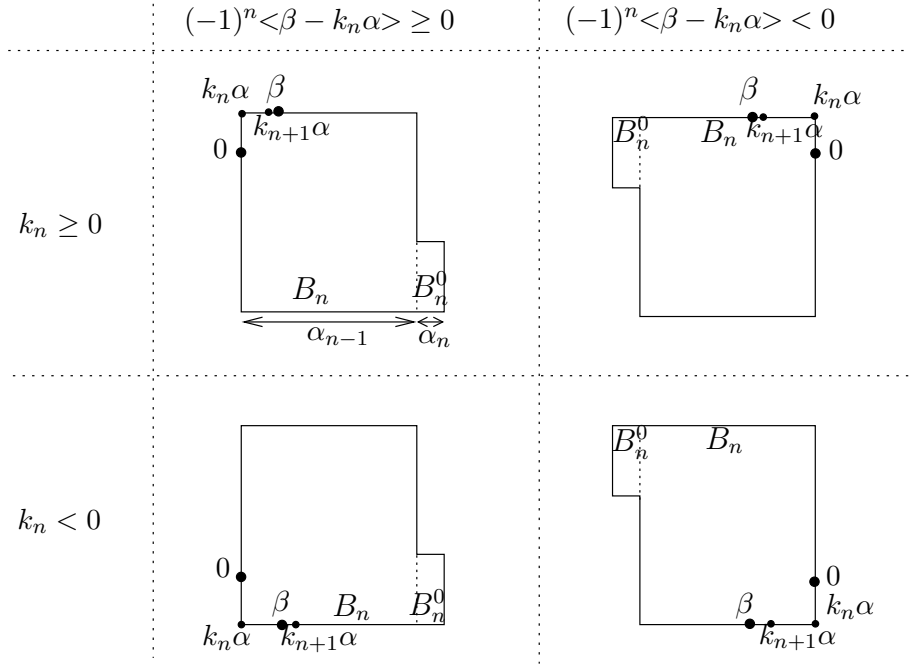 (-1)^n<β - k_nα> ≥ 0
(-1)^n<β - k_nα> < 0
k_n ≥ 0
k_nα
β
k_{n+1}α
0
B_n
B_n^0
α_{n-1}
α_n
B_n^0
B_n
β
k_{n+1}α
k_nα
0
k_n < 0
0
β
B_n
B_n^0
k_nα
k_{n+1}α
B_n^0
B_n
0
β
k_nα
k_{n+1}α